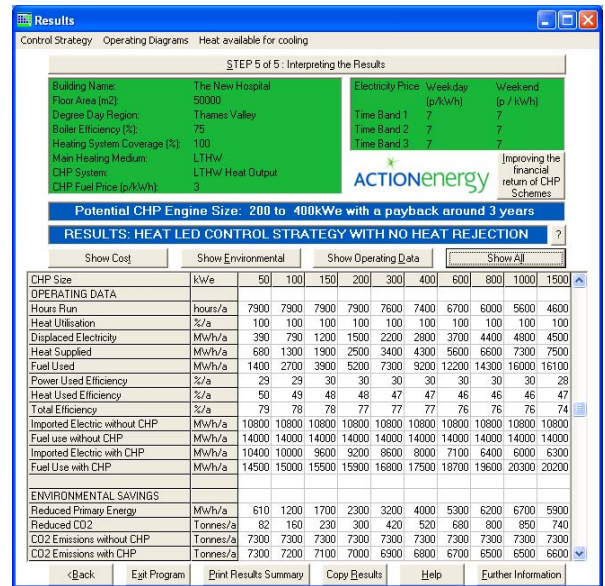 Results
Control Strategy Operating Diagrams Heat available for cooling
STEP 5 of 5 : Interpreting the Results
Building Name: The New Hospital
Floor Area (m2): 50000
Degree Day Region: Thames Valley
Boiler Efficiency (%): 75
Heating System Coverage (%): 100
Main Heating Medium: LTHW
CHP System: LTHW Heat Output
CHP Fuel Price (p/kWh): 3
Electricity Price Weekday Weekend
(p/kWh) (p / kWh)
Time Band 1 7 7
Time Band 2 7 7
Time Band 3 7 7
ACTIONenergy
Improving the
financial
return of CHP
Schemes
Potential CHP Engine Size: 200 to 400kWe with a payback around 3 years
RESULTS: HEAT LED CONTROL STRATEGY WITH NO HEAT REJECTION ?
Show Cost Show Environmental Show Operating Data Show All
CHP Size kWe 50 100 150 200 300 400 600 800 1000 1500
OPERATING DATA
Hours Run hours/a 7900 7900 7900 7900 7600 7400 6700 6000 5600 4600
Heat Utilisation %/a 100 100 100 100 100 100 100 100 100 100
Displaced Electricity MWh/a 390 790 1200 1500 2200 2800 3700 4400 4800 4500
Heat Supplied MWh/a 680 1300 1900 2500 3400 4300 5600 6600 7300 7500
Fuel Used MWh/a 1400 2700 3900 5200 7300 9200 12200 14300 16000 16100
Power Used Efficiency %/a 29 29 30 30 30 30 30 30 30 28
Heat Used Efficiency %/a 50 49 48 48 47 47 46 46 46 47
Total Efficiency %/a 79 78 78 77 77 77 76 76 76 74
Imported Electric without CHP MWh/a 10800 10800 10800 10800 10800 10800 10800 10800 10800 10800
Fuel use without CHP MWh/a 14000 14000 14000 14000 14000 14000 14000 14000 14000 14000
Imported Electric with CHP MWh/a 10400 10000 9600 9200 8600 8000 7100 6400 6000 6300
Fuel Use with CHP MWh/a 14500 15000 15500 15900 16800 17500 18700 19600 20300 20200
ENVIRONMENTAL SAVINGS
Reduced Primary Energy MWh/a 610 1200 1700 2300 3200 4000 5300 6200 6700 5900
Reduced CO2 Tonnes/a 82 160 230 300 420 520 680 800 850 740
CO2 Emissions without CHP Tonnes/a 7300 7300 7300 7300 7300 7300 7300 7300 7300 7300
CO2 Emissions with CHP Tonnes/a 7300 7200 7100 7000 6900 6800 6700 6500 6500 6600
<Back Exit Program Print Results Summary Copy Results Help Further Information